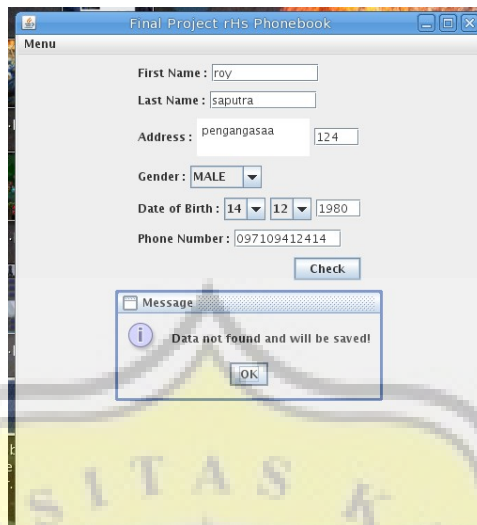 Final Project rHs Phonebook
Menu
First Name : roy
Last Name : saputra
Address : pengangasaa 124
Gender : MALE
Date of Birth : 14 12 1980
Phone Number : 097109412414
Check
Message
Data not found and will be saved!
OK
SITAS K